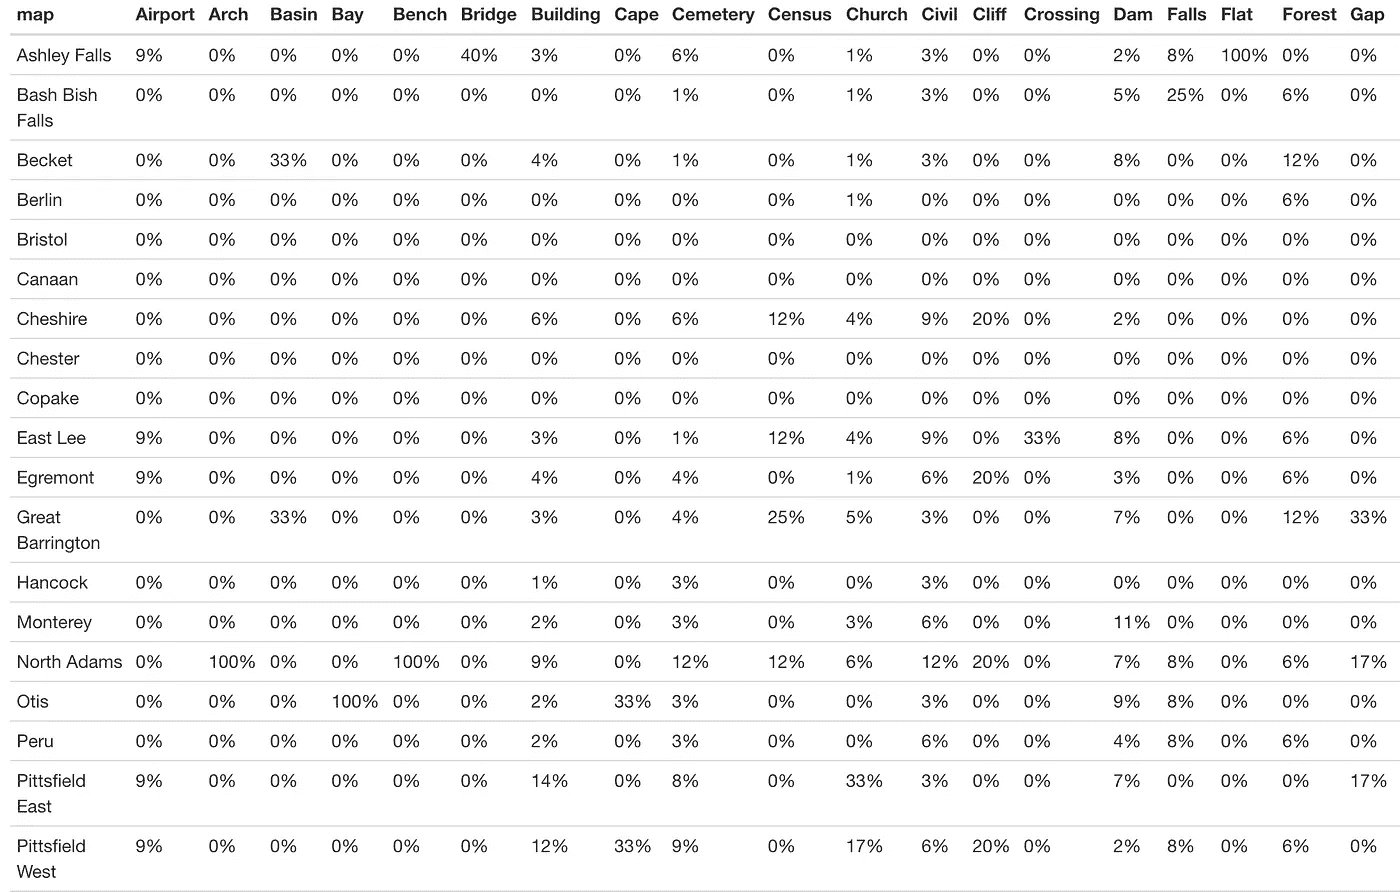 map Airport Arch Basin Bay Bench Bridge Building Cape Cemetery Census Church Civil Cliff Crossing Dam Falls Flat Forest Gap
Ashley Falls 9% 0% 0% 0% 0% 40% 3% 0% 6% 0% 1% 3% 0% 0% 2% 8% 100% 0% 0%
Bash Bish
Falls 0% 0% 0% 0% 0% 0% 0% 0% 1% 0% 1% 3% 0% 0% 5% 25% 0% 6% 0%
Becket 0% 0% 33% 0% 0% 0% 4% 0% 1% 0% 1% 3% 0% 0% 8% 0% 0% 12% 0%
Berlin 0% 0% 0% 0% 0% 0% 0% 0% 0% 0% 1% 0% 0% 0% 0% 0% 0% 6% 0%
Bristol 0% 0% 0% 0% 0% 0% 0% 0% 0% 0% 0% 0% 0% 0% 0% 0% 0% 0% 0%
Canaan 0% 0% 0% 0% 0% 0% 0% 0% 0% 0% 0% 0% 0% 0% 0% 0% 0% 0% 0%
Cheshire 0% 0% 0% 0% 0% 0% 6% 0% 6% 12% 4% 9% 20% 0% 2% 0% 0% 0% 0%
Chester 0% 0% 0% 0% 0% 0% 0% 0% 0% 0% 0% 0% 0% 0% 0% 0% 0% 0% 0%
Copake 0% 0% 0% 0% 0% 0% 0% 0% 0% 0% 0% 0% 0% 0% 0% 0% 0% 0% 0%
East Lee 9% 0% 0% 0% 0% 0% 3% 0% 1% 12% 4% 9% 0% 33% 8% 0% 0% 6% 0%
Egremont 9% 0% 0% 0% 0% 0% 4% 0% 4% 0% 1% 6% 20% 0% 3% 0% 0% 6% 0%
Great
Barrington 0% 0% 33% 0% 0% 0% 3% 0% 4% 25% 5% 3% 0% 0% 7% 0% 0% 12% 33%
Hancock 0% 0% 0% 0% 0% 0% 1% 0% 3% 0% 0% 3% 0% 0% 0% 0% 0% 0% 0%
Monterey 0% 0% 0% 0% 0% 0% 2% 0% 3% 0% 3% 6% 0% 0% 11% 0% 0% 0% 0%
North Adams 0% 100% 0% 0% 100% 0% 9% 0% 12% 12% 6% 12% 20% 0% 7% 8% 0% 6% 17%
Otis 0% 0% 0% 100% 0% 0% 2% 33% 3% 0% 0% 3% 0% 0% 9% 8% 0% 0% 0%
Peru 0% 0% 0% 0% 0% 0% 2% 0% 3% 0% 0% 6% 0% 0% 4% 8% 0% 6% 0%
Pittsfield
East 9% 0% 0% 0% 0% 0% 14% 0% 8% 0% 33% 3% 0% 0% 7% 0% 0% 0% 17%
Pittsfield
West 9% 0% 0% 0% 0% 0% 12% 33% 9% 0% 17% 6% 20% 0% 2% 8% 0% 6% 0%